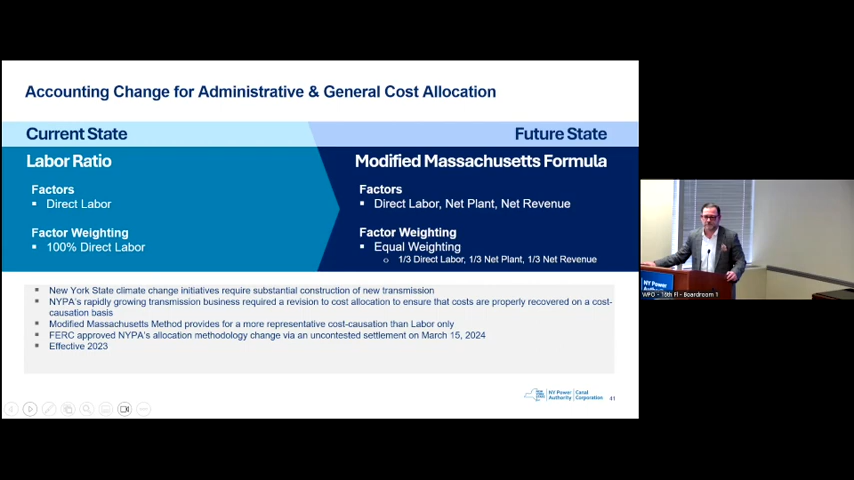 Accounting Change for Administrative & General Cost Allocation
Current State
Future State
Labor Ratio
Modified Massachusetts Formula
Factors
▪ Direct Labor
Factors
▪ Direct Labor, Net Plant, Net Revenue
Factor Weighting
▪ 100% Direct Labor
Factor Weighting
▪ Equal Weighting
o 1/3 Direct Labor, 1/3 Net Plant, 1/3 Net Revenue
▪ New York State climate change initiatives require substantial construction of new transmission
▪ NYPA's rapidly growing transmission business required a revision to cost allocation to ensure that costs are properly recovered on a cost-
causation basis
▪ Modified Massachusetts Method provides for a more representative cost-causation than Labor only
▪ FERC approved NYPA's allocation methodology change via an uncontested settlement on March 15, 2024
▪ Effective 2023
NY Power
Authority
Canal
Corporation
41
NY Power
WPO - 16th Fl - Boardroom 1